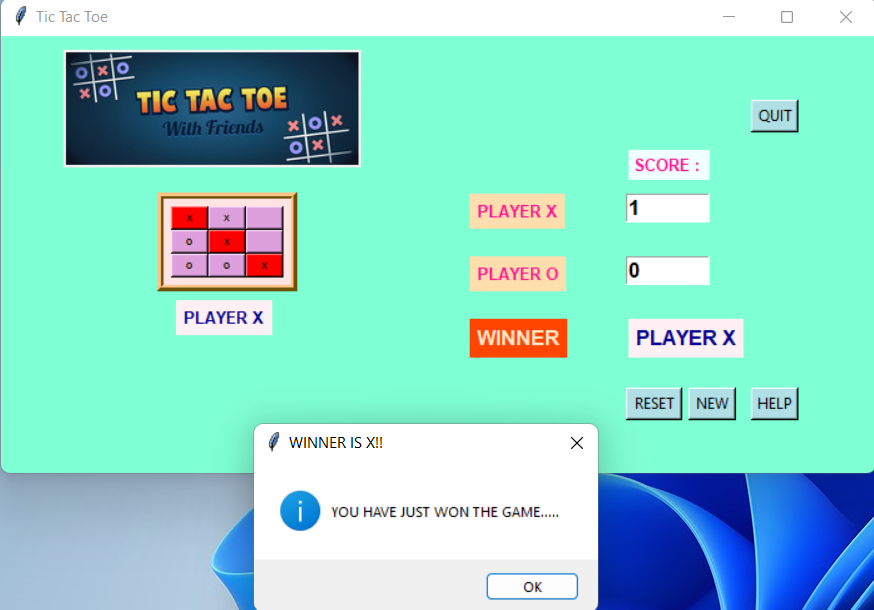 Tic Tac Toe
TIC TAC TOE
With Friends
QUIT
SCORE :
PLAYER X
1
x x
o x
o o x
PLAYER O
0
PLAYER X
WINNER
PLAYER X
RESET NEW HELP
WINNER IS X!!
YOU HAVE JUST WON THE GAME.....
OK